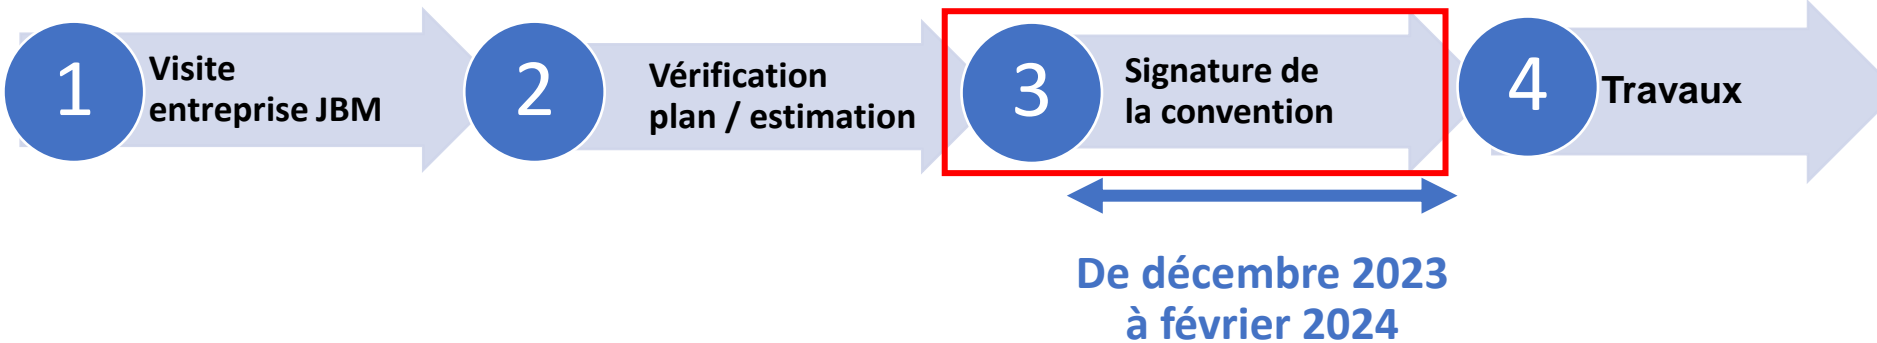 1
Visite
entreprise JBM
2
Vérification
plan / estimation
3
Signature de
la convention
4
Travaux
De décembre 2023
à février 2024